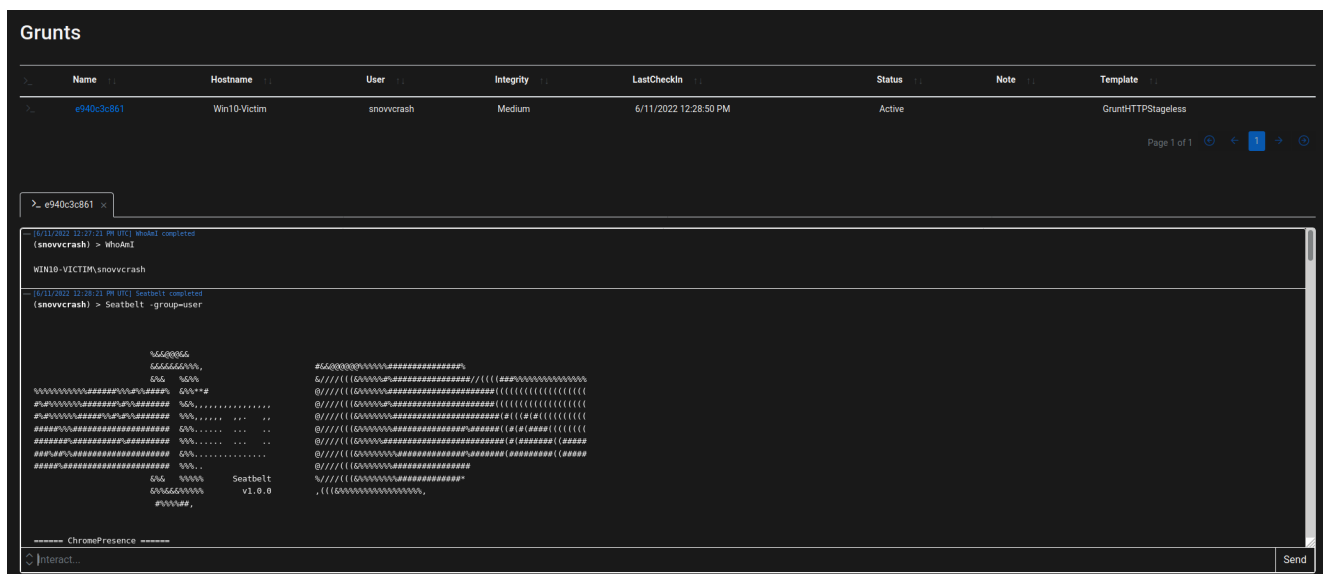 Grunts
Name Hostname User Integrity LastCheckIn Status Note Template
e940c3c861 Win10-Victim snovvcrash Medium 6/11/2022 12:28:50 PM Active GruntHTTPStageless
Page 1 of 1 1
e940c3c861 ×
[6/11/2022 12:27:21 PM UTC] WhoAmI completed
(snovvcrash) > WhoAmI
WIN10-VICTIM\snovvcrash
[6/11/2022 12:28:21 PM UTC] Seatbelt completed
(snovvcrash) > Seatbelt -group=user
Seatbelt
v1.0.0
====== ChromePresence ======
Interact...
Send